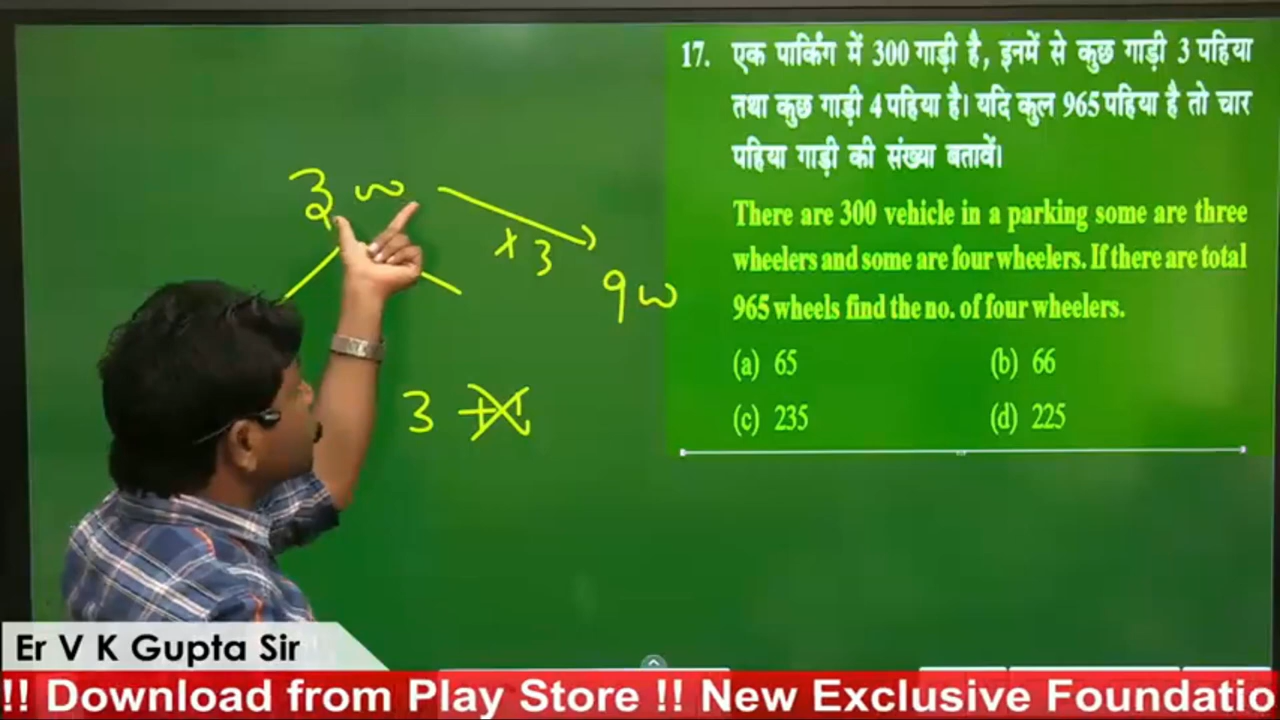 17. एक पार्किंग में 300 गाड़ी है, इनमें से कुछ गाड़ी 3 पहिया
तथा कुछ गाड़ी 4 पहिया है। यदि कुल 965 पहिया है तो चार
पहिया गाड़ी की संख्या बतावें।
There are 300 vehicle in a parking some are three
wheelers and some are four wheelers. If there are total
965 wheels find the no. of four wheelers.
(a) 65 (b) 66
(c) 235 (d) 225
3 w
× 3
9 w
3
Er V K Gupta Sir
!! Download from Play Store !! New Exclusive Foundatio